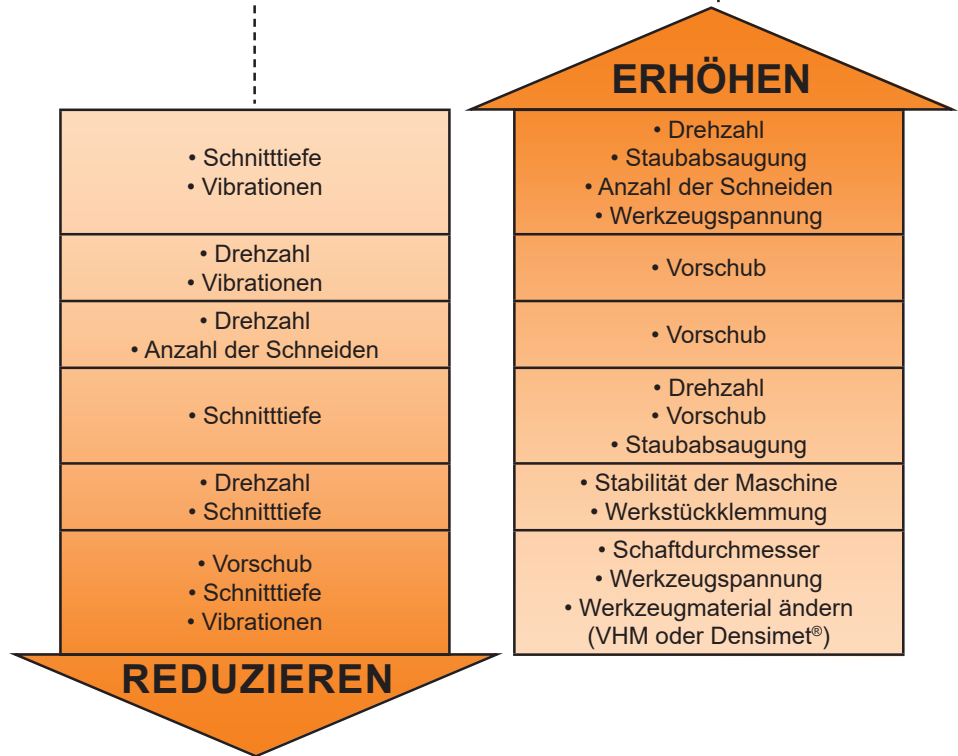 • Schnitttiefe
• Vibrationen
• Drehzahl
• Vibrationen
• Drehzahl
• Anzahl der Schneiden
• Schnitttiefe
• Drehzahl
• Schnitttiefe
• Vorschub
• Schnitttiefe
• Vibrationen
REDUZIEREN
ERHÖHEN
• Drehzahl
• Staubabsaugung
• Anzahl der Schneiden
• Werkzeugspannung
• Vorschub
• Vorschub
• Drehzahl
• Vorschub
• Staubabsaugung
• Stabilität der Maschine
• Werkstückklemmung
• Schaftdurchmesser
• Werkzeugspannung
• Werkzeugmaterial ändern
(VHM oder Densimet®)